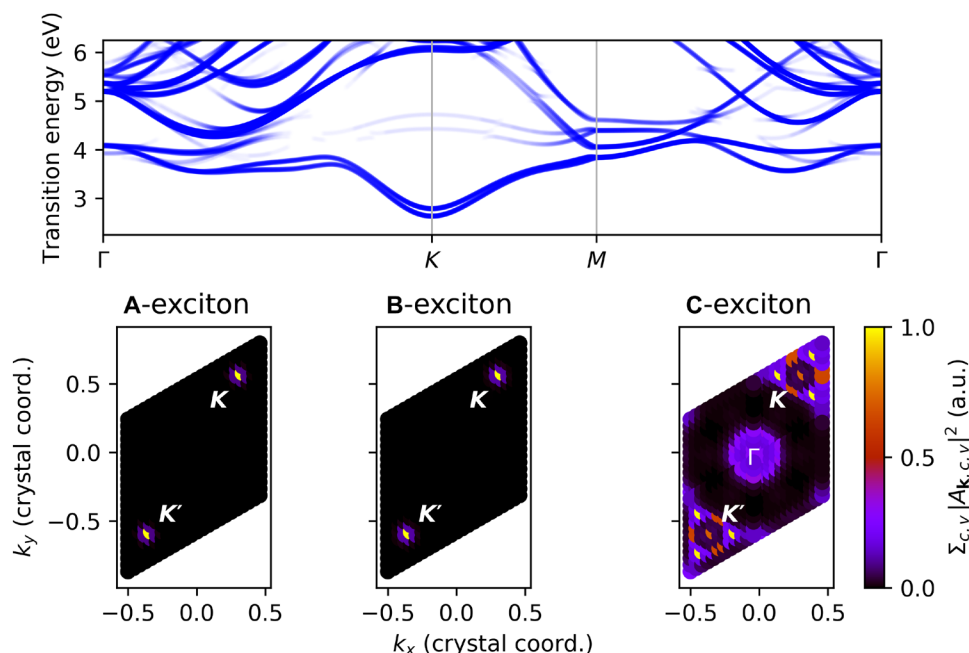 Transition energy (eV)
6
5
4
3
Γ
K
M
Γ
A-exciton
B-exciton
C-exciton
k_y (crystal coord.)
0.5
0.0
−0.5
K
K′
K
K′
K
Γ
K′
1.0
0.5
0.0
Σ_{c,v} |A_{k,c,v}|² (a.u.)
−0.5 0.0 0.5
−0.5 0.0 0.5
−0.5 0.0 0.5
k_x (crystal coord.)